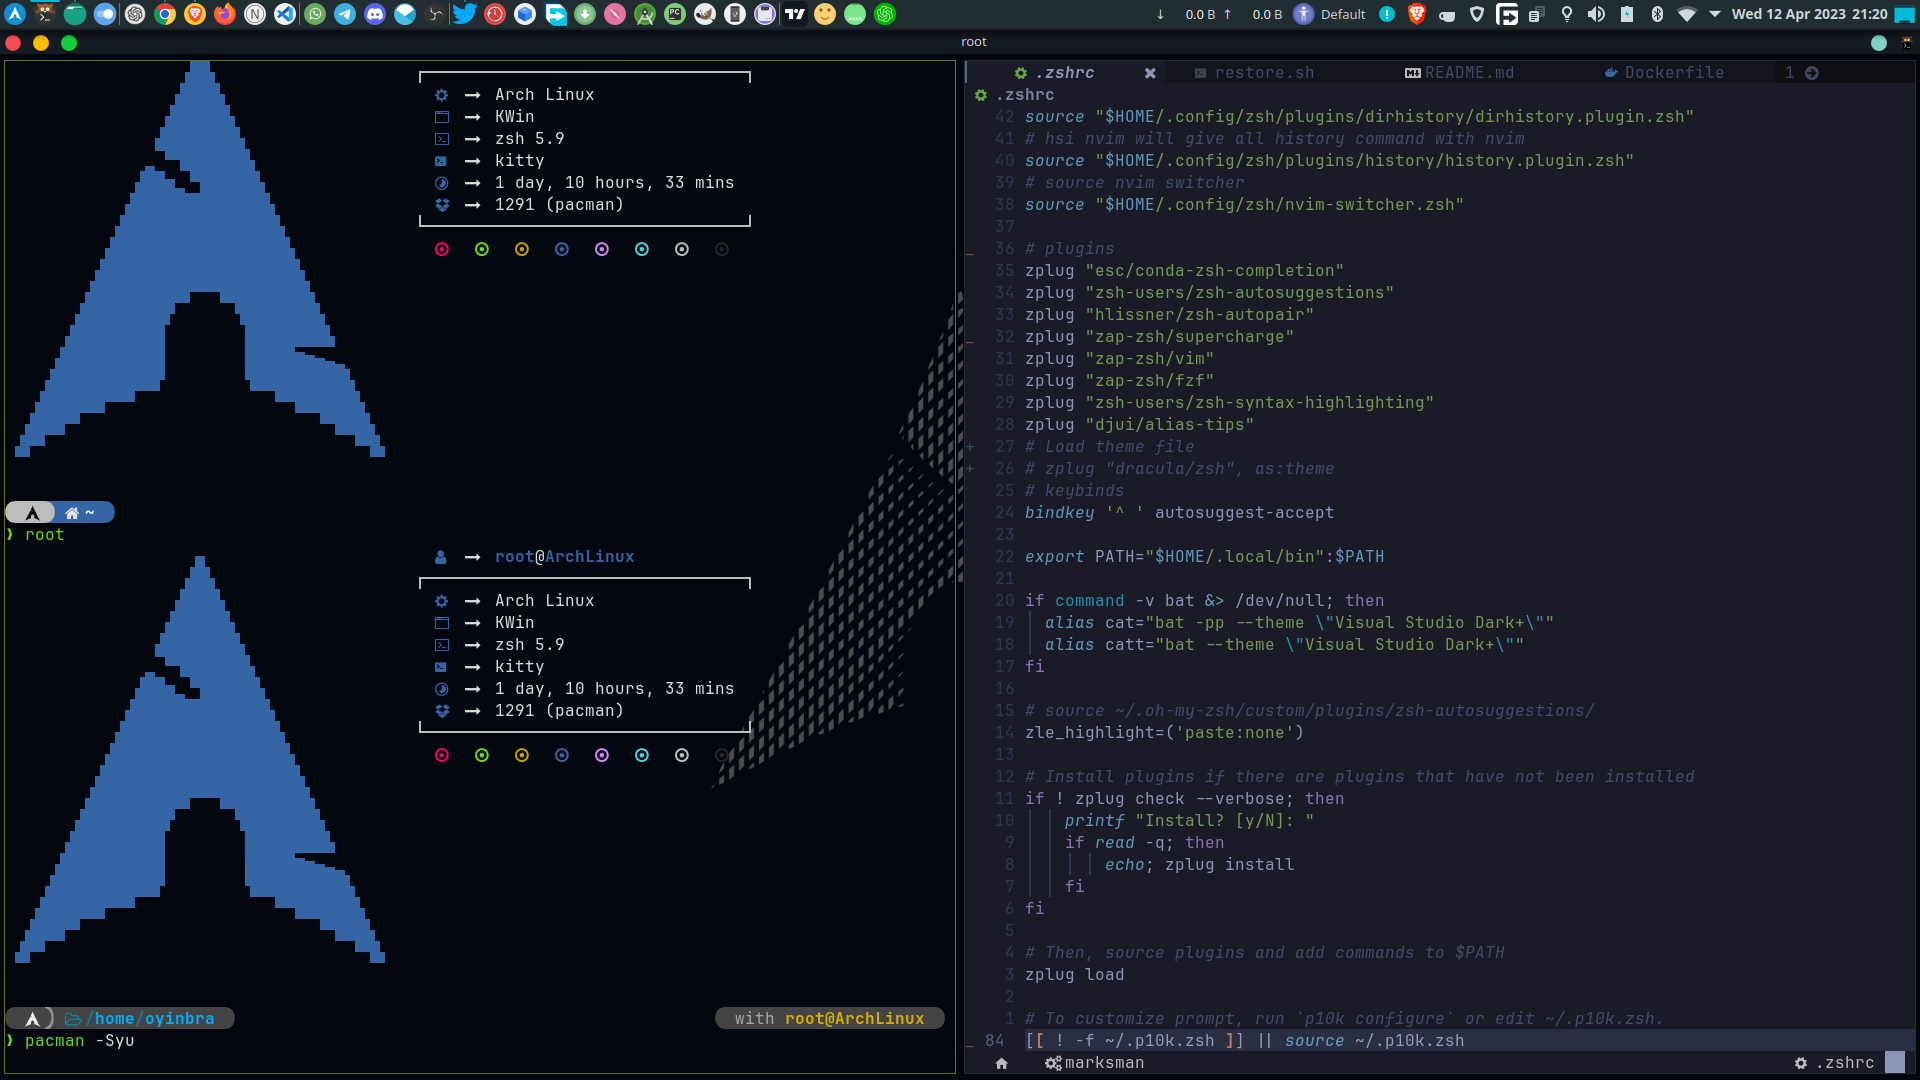 0.0 B ↑ 0.0 B Default Wed 12 Apr 2023 21:20
root
Arch Linux
KWin
zsh 5.9
kitty
1 day, 10 hours, 33 mins
1291 (pacman)
~
❱ root
root@ArchLinux
Arch Linux
KWin
zsh 5.9
kitty
1 day, 10 hours, 33 mins
1291 (pacman)
/home/oyinbra with root@ArchLinux
❱ pacman -Syu
.zshrc restore.sh README.md Dockerfile 1
.zshrc
42 source "$HOME/.config/zsh/plugins/dirhistory/dirhistory.plugin.zsh"
41 # hsi nvim will give all history command with nvim
40 source "$HOME/.config/zsh/plugins/history/history.plugin.zsh"
39 # source nvim switcher
38 source "$HOME/.config/zsh/nvim-switcher.zsh"
37
36 # plugins
35 zplug "esc/conda-zsh-completion"
34 zplug "zsh-users/zsh-autosuggestions"
33 zplug "hlissner/zsh-autopair"
32 zplug "zap-zsh/supercharge"
31 zplug "zap-zsh/vim"
30 zplug "zap-zsh/fzf"
29 zplug "zsh-users/zsh-syntax-highlighting"
28 zplug "djui/alias-tips"
+ 27 # Load theme file
+ 26 # zplug "dracula/zsh", as:theme
25 # keybinds
24 bindkey '^ ' autosuggest-accept
23
22 export PATH="$HOME/.local/bin":$PATH
21
20 if command -v bat &> /dev/null; then
19 alias cat="bat -pp --theme \"Visual Studio Dark+\""
18 alias catt="bat --theme \"Visual Studio Dark+\""
17 fi
16
15 # source ~/.oh-my-zsh/custom/plugins/zsh-autosuggestions/
14 zle_highlight=('paste:none')
13
12 # Install plugins if there are plugins that have not been installed
11 if ! zplug check --verbose; then
10 printf "Install? [y/N]: "
9 if read -q; then
8 echo; zplug install
7 fi
6 fi
5
4 # Then, source plugins and add commands to $PATH
3 zplug load
2
1 # To customize prompt, run `p10k configure` or edit ~/.p10k.zsh.
84 [[ ! -f ~/.p10k.zsh ]] || source ~/.p10k.zsh
marksman .zshrc